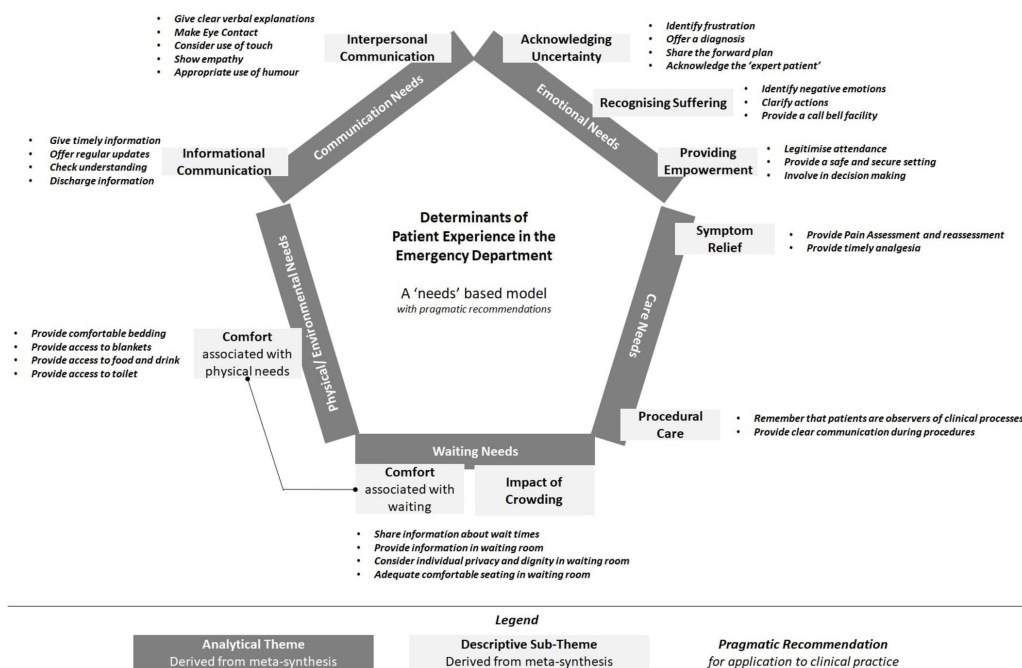 • Give clear verbal explanations
• Make Eye Contact
• Consider use of touch
• Show empathy
• Appropriate use of humour
Interpersonal
Communication
Acknowledging
Uncertainty
• Identify frustration
• Offer a diagnosis
• Share the forward plan
• Acknowledge the ‘expert patient’
Communication Needs
Emotional Needs
Recognising Suffering
• Identify negative emotions
• Clarify actions
• Provide a call bell facility
• Give timely information
• Offer regular updates
• Check understanding
• Discharge information
Informational
Communication
Providing
Empowerment
• Legitimise attendance
• Provide a safe and secure setting
• Involve in decision making
Determinants of
Patient Experience in the
Emergency Department
A ‘needs’ based model
with pragmatic recommendations
Symptom
Relief
• Provide Pain Assessment and reassessment
• Provide timely analgesia
Physical/Environmental Needs
Care Needs
• Provide comfortable bedding
• Provide access to blankets
• Provide access to food and drink
• Provide access to toilet
Comfort
associated with
physical needs
Procedural
Care
• Remember that patients are observers of clinical processes
• Provide clear communication during procedures
Waiting Needs
Comfort
associated with
waiting
Impact of
Crowding
• Share information about wait times
• Provide information in waiting room
• Consider individual privacy and dignity in waiting room
• Adequate comfortable seating in waiting room
Legend
Analytical Theme
Derived from meta-synthesis
Descriptive Sub-Theme
Derived from meta-synthesis
Pragmatic Recommendation
for application to clinical practice